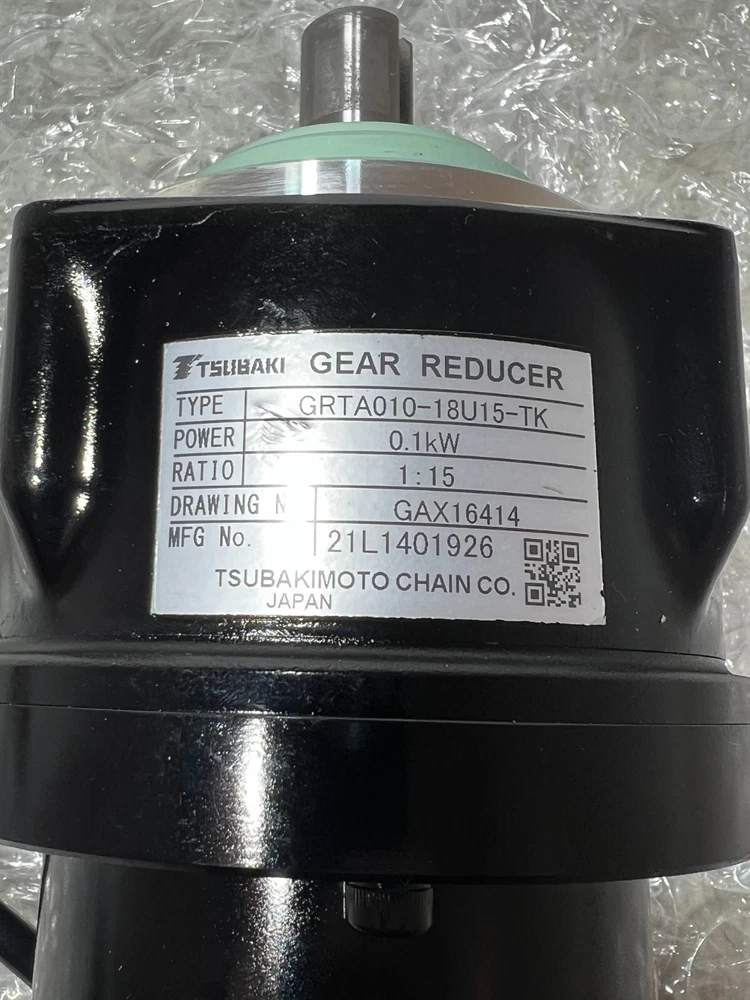 TSUBAKI GEAR REDUCER
TYPE GRTA010-18U15-TK
POWER 0.1kW
RATIO 1:15
DRAWING N GAX16414
MFG No. 21L1401926
TSUBAKIMOTO CHAIN CO.
JAPAN